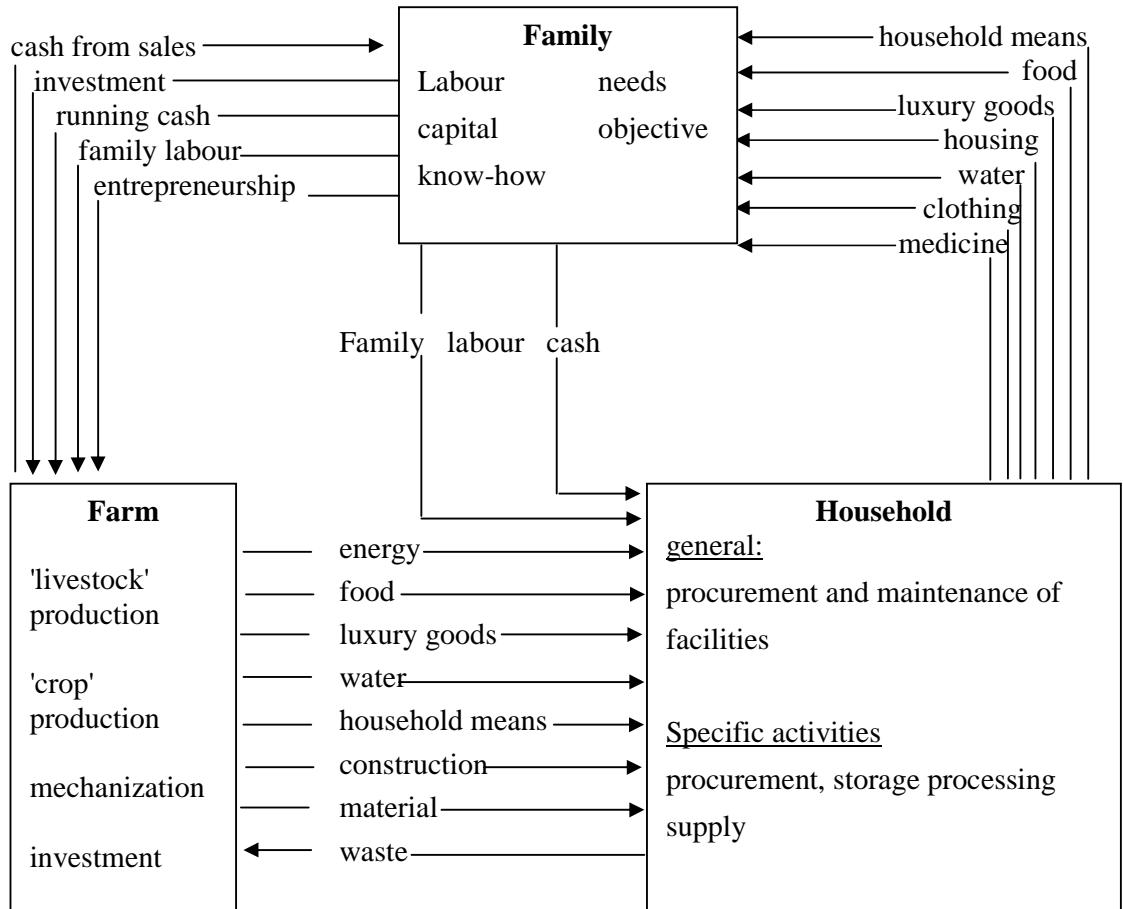 cash from sales
investment
running cash
family labour
entrepreneurship
Family
Labour needs
capital objective
know-how
household means
food
luxury goods
housing
water
clothing
medicine
Family labour cash
Farm
'livestock'
production
'crop'
production
mechanization
investment
energy
food
luxury goods
water
household means
construction
material
waste
Household
general:
procurement and maintenance of
facilities
Specific activities
procurement, storage processing
supply